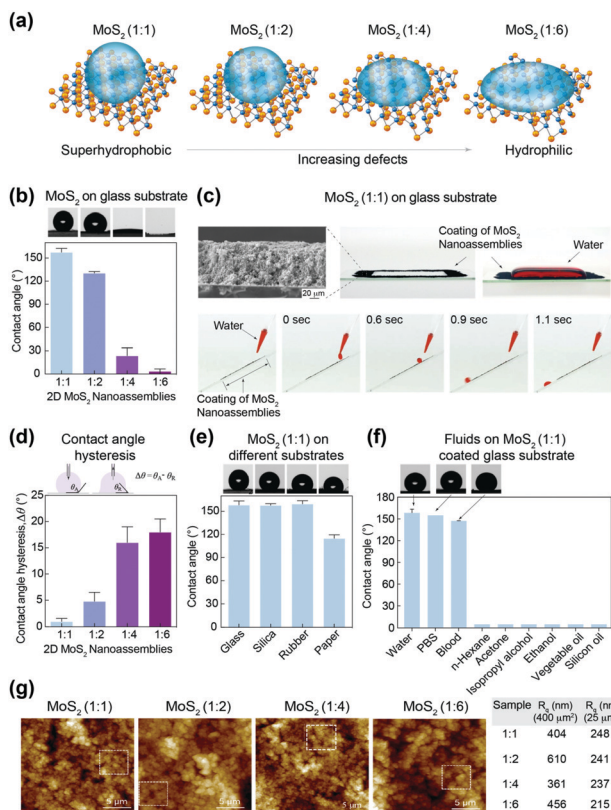 (a)
MoS2 (1:1) MoS2 (1:2) MoS2 (1:4) MoS2 (1:6)
Superhydrophobic Increasing defects Hydrophilic
(b) MoS2 on glass substrate
Contact angle (°)
150
120
90
60
30
0
1:1 1:2 1:4 1:6
2D MoS2 Nanoassemblies
(c) MoS2 (1:1) on glass substrate
Coating of MoS2
Nanoassemblies
Water
20 μm
Water
0 sec 0.6 sec 0.9 sec 1.1 sec
Coating of MoS2
Nanoassemblies
(d) Contact angle
hysteresis
θA θR Δθ = θA - θR
Contact angle hysteresis, Δθ (°)
25
20
15
10
5
0
1:1 1:2 1:4 1:6
2D MoS2 Nanoassemblies
(e) MoS2 (1:1) on
different substrates
Contact angle (°)
150
120
90
60
30
0
Glass
Silica
Rubber
Paper
(f) Fluids on MoS2 (1:1)
coated glass substrate
Contact angle (°)
150
120
90
60
30
0
Water
PBS
Blood
n-Hexane
Acetone
Isopropyl alcohol
Ethanol
Vegetable oil
Silicon oil
(g)
MoS2 (1:1) MoS2 (1:2) MoS2 (1:4) MoS2 (1:6)
5 μm 5 μm 5 μm 5 μm
Sample Rq (nm) Rq (nm)
(400 μm2) (25 μm
1:1 404 248
1:2 610 241
1:4 361 237
1:6 456 215